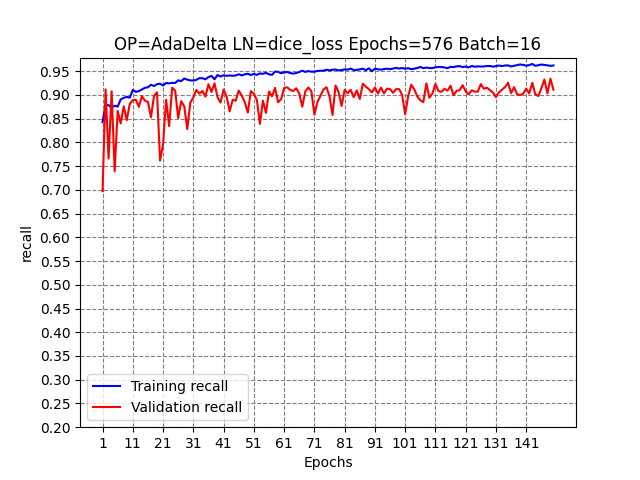 OP=AdaDelta LN=dice_loss Epochs=576 Batch=16
0.95
0.90
0.85
0.80
0.75
0.70
0.65
0.60
0.55
0.50
0.45
0.40
0.35
0.30
0.25
0.20
recall
Training recall
Validation recall
1 11 21 31 41 51 61 71 81 91 101 111 121 131 141
Epochs